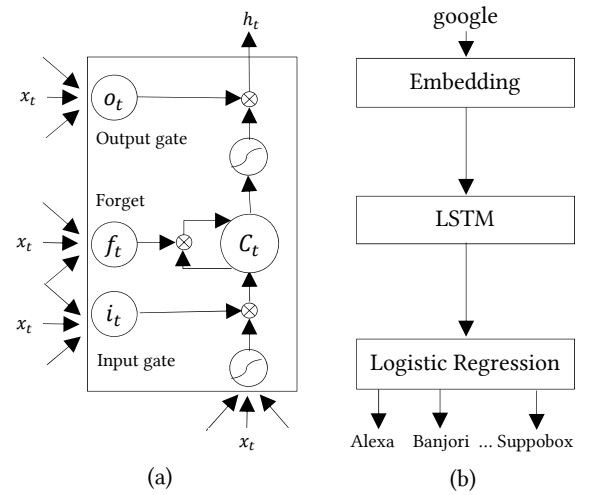 h_t
x_t
o_t
Output gate
Forget
x_t
f_t
C_t
x_t
i_t
Input gate
x_t
(a)
google
Embedding
LSTM
Logistic Regression
Alexa Banjori ... Suppobox
(b)